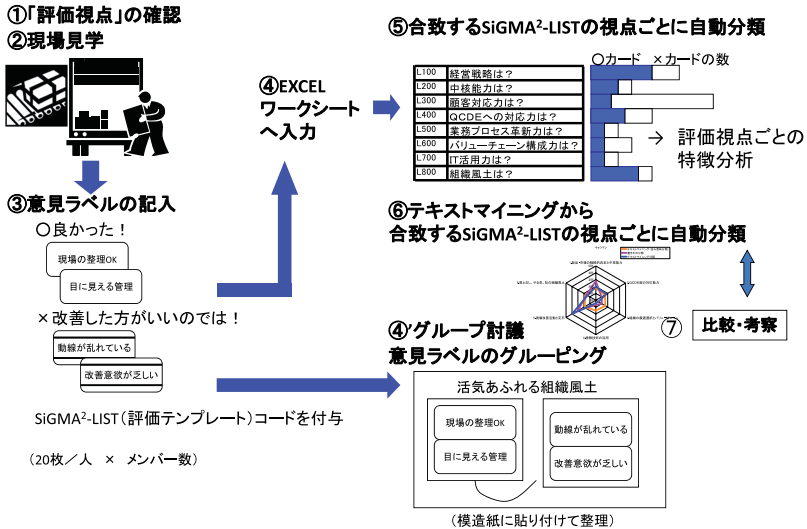 ①「評価視点」の確認
②現場見学
③意見ラベルの記入
〇良かった！
現場の整理OK
目に見える管理
×改善した方がいいのでは！
動線が乱れている
改善意欲が乏しい
SiGMA²-LIST（評価テンプレート）コードを付与
（20枚／人 × メンバー数）
④EXCEL
ワークシート
へ入力
⑤合致するSiGMA²-LISTの視点ごとに自動分類
〇カード ×カードの数
L100 経営戦略は？
L200 中核能力は？
L300 顧客対応力は？
L400 QCDEへの対応力は？
L500 業務プロセス革新力は？
L600 バリューチェーン構成力は？
L700 IT活用力は？
L800 組織風土は？
→ 評価視点ごとの
特徴分析
⑥テキストマイニングから
合致するSiGMA²-LISTの視点ごとに自動分類
⑦ 比較・考察
④’グループ討議
意見ラベルのグルーピング
活気あふれる組織風土
現場の整理OK
目に見える管理
動線が乱れている
改善意欲が乏しい
（模造紙に貼り付けて整理）